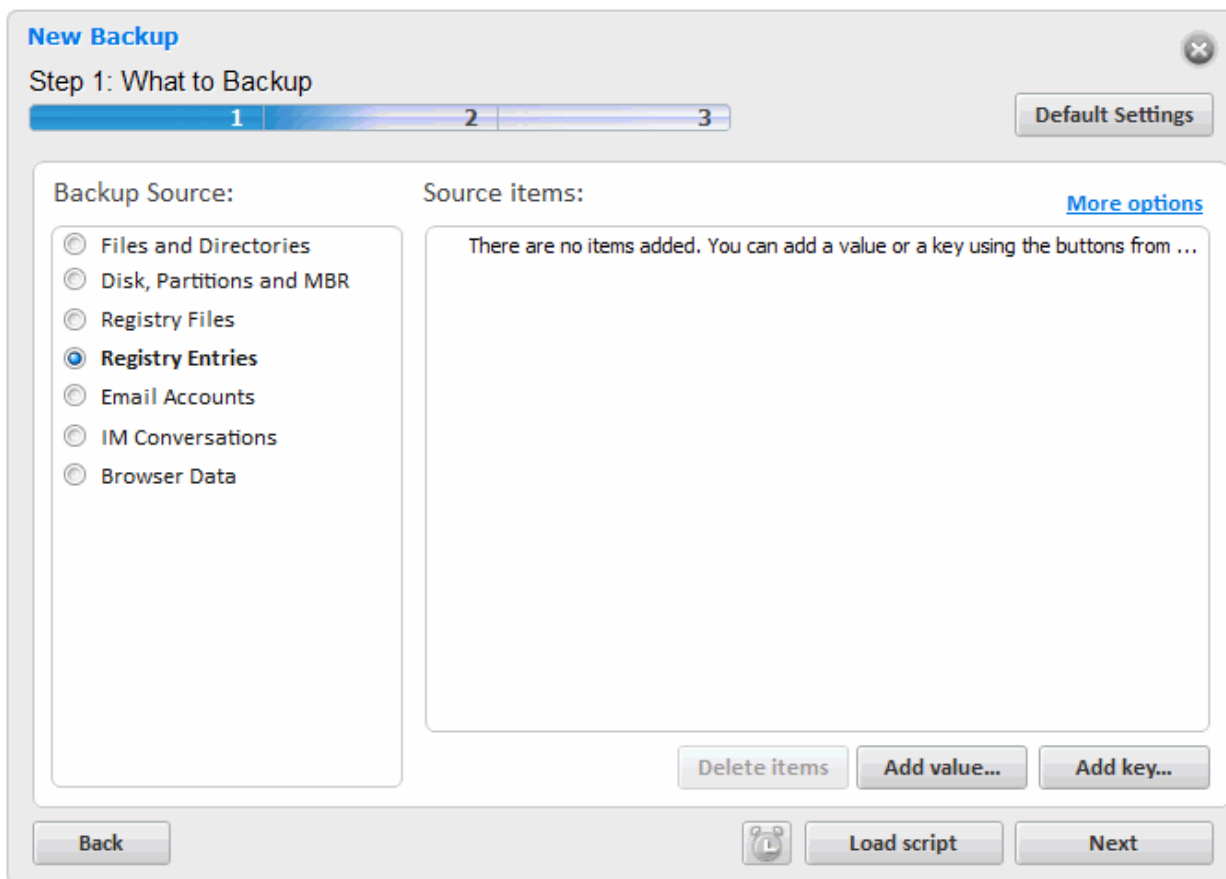 New Backup
Step 1: What to Backup
1 2 3
Default Settings
Backup Source:
Source items:
More options
Files and Directories
Disk, Partitions and MBR
Registry Files
Registry Entries
Email Accounts
IM Conversations
Browser Data
There are no items added. You can add a value or a key using the buttons from ...
Delete items
Add value...
Add key...
Back
Load script
Next